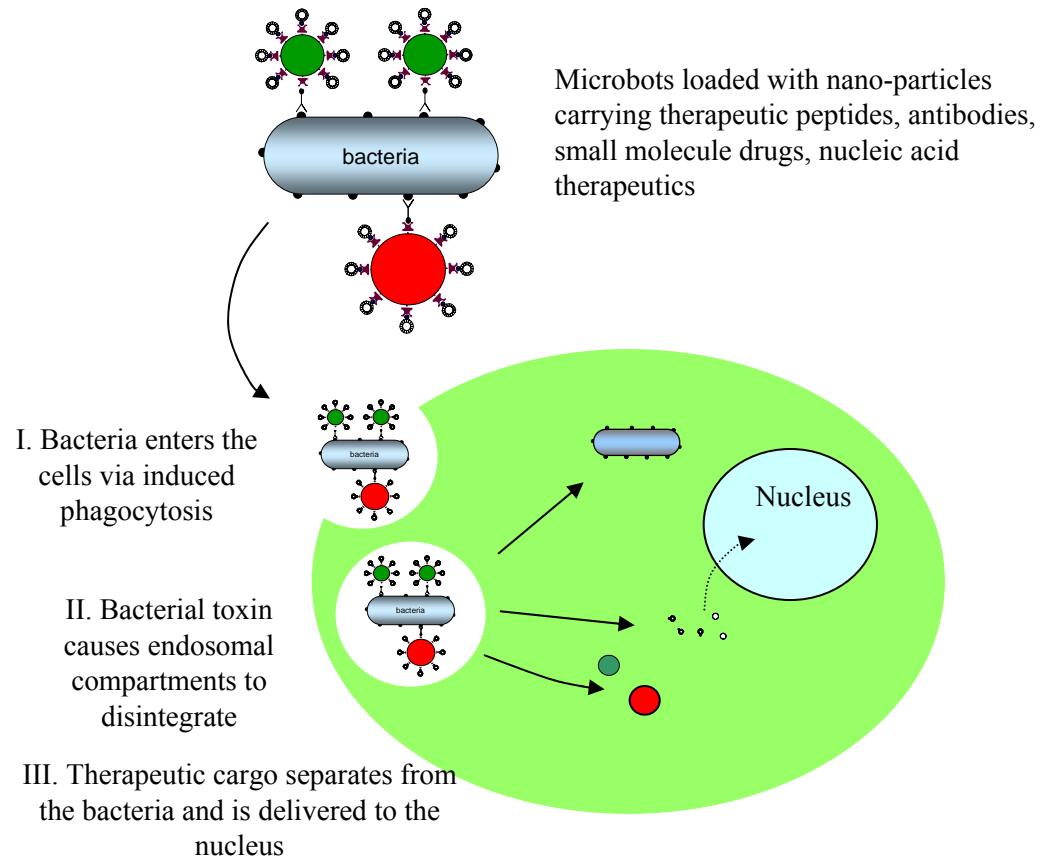 Microbots loaded with nano-particles
carrying therapeutic peptides, antibodies,
small molecule drugs, nucleic acid
therapeutics
bacteria
I. Bacteria enters the
cells via induced
phagocytosis
bacteria
Nucleus
II. Bacterial toxin
causes endosomal
compartments to
disintegrate
bacteria
III. Therapeutic cargo separates from
the bacteria and is delivered to the
nucleus